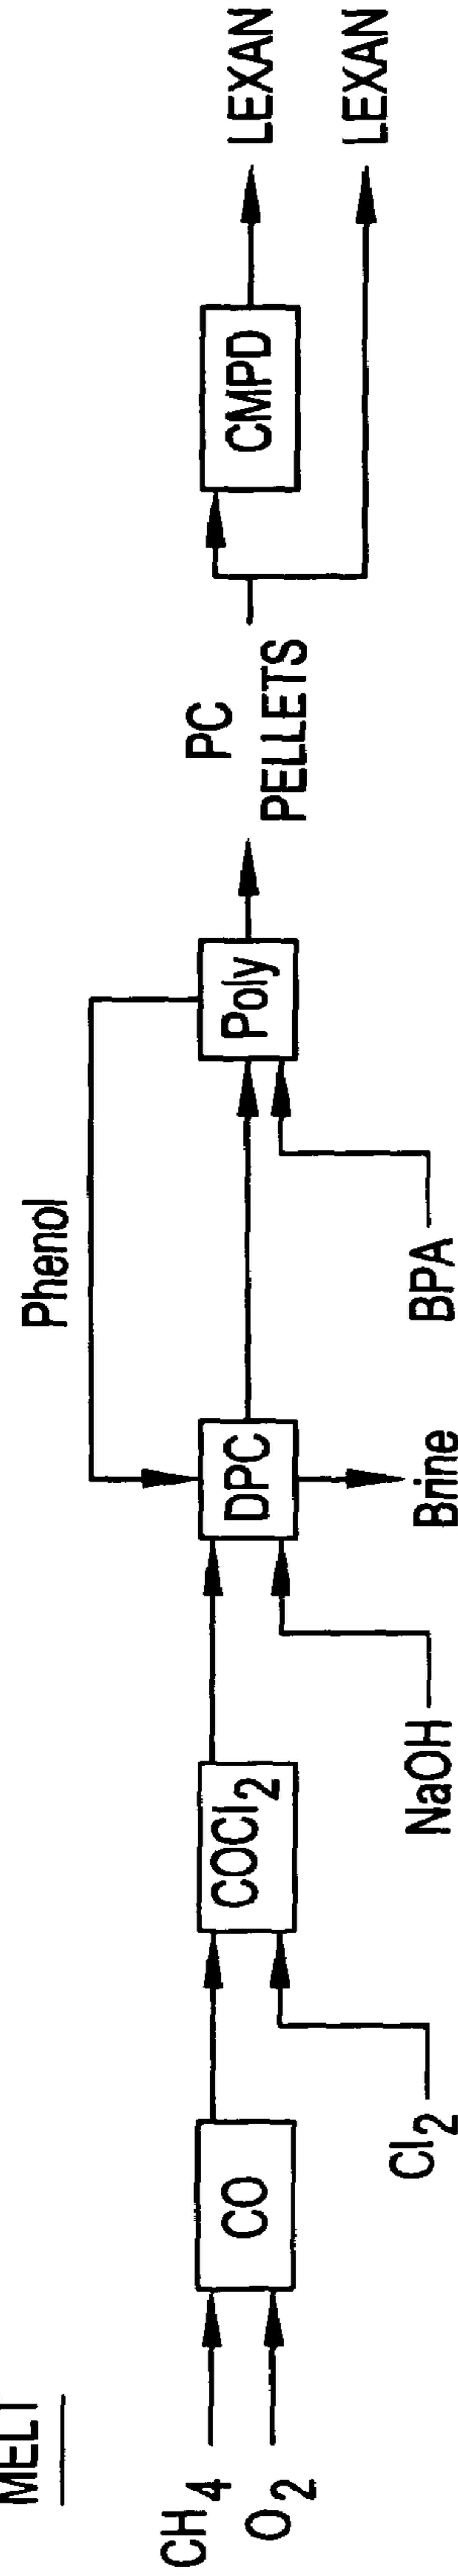 MELT
CH4
O2
CO
Cl2
COCl2
NaOH
DPC
Brine
Phenol
BPA
Poly
PC
PELLETS
CMPD
LEXAN
LEXAN